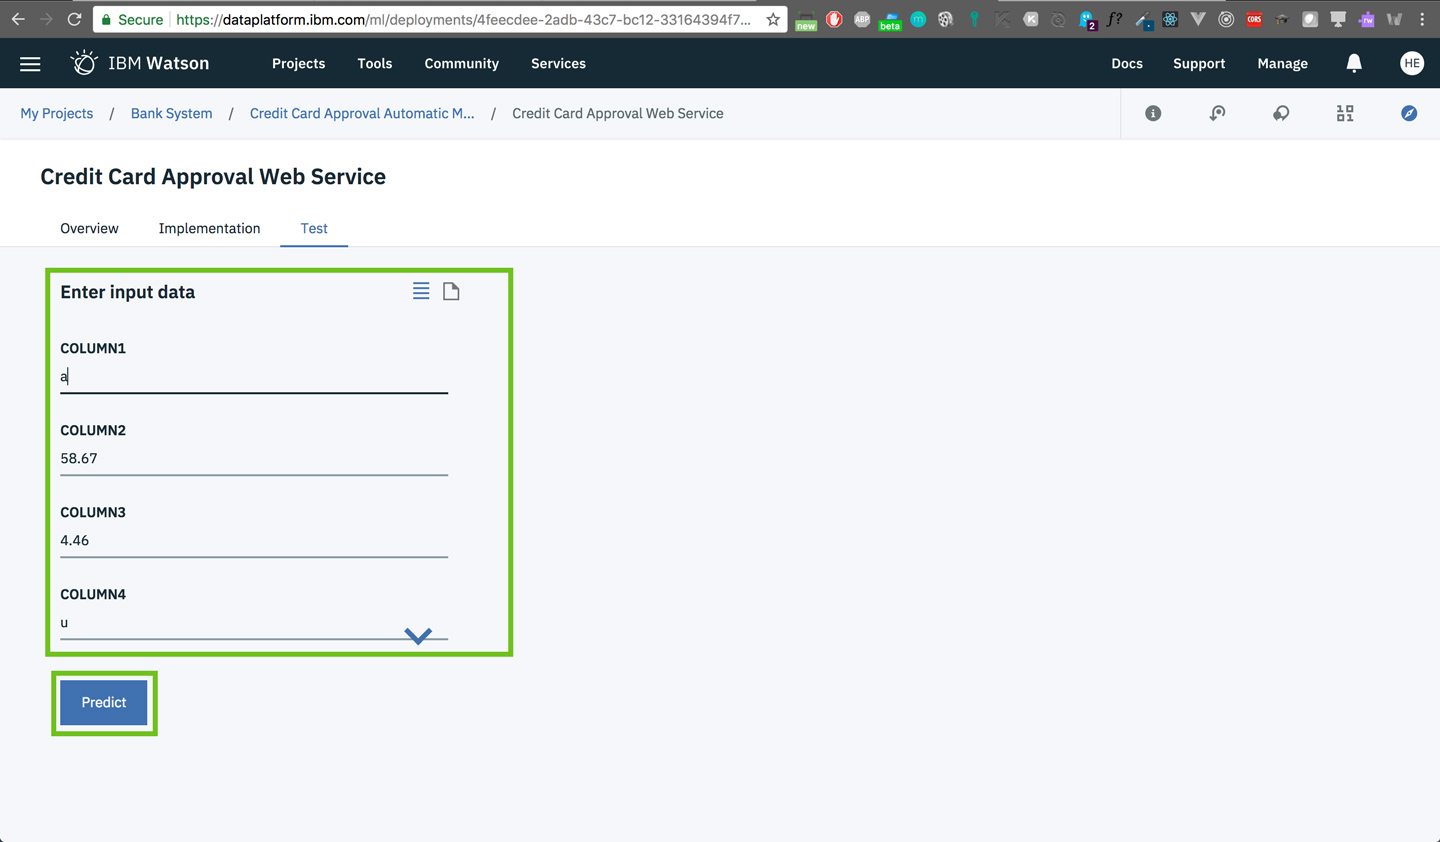 Secure https://dataplatform.ibm.com/ml/deployments/4feecdee-2adb-43c7-bc12-33164394f7...
new ABP beta m K 2 f? CORS rw W
IBM Watson Projects Tools Community Services Docs Support Manage HE
My Projects / Bank System / Credit Card Approval Automatic M... / Credit Card Approval Web Service
Credit Card Approval Web Service
Overview Implementation Test
Enter input data
COLUMN1
a
COLUMN2
58.67
COLUMN3
4.46
COLUMN4
u
Predict